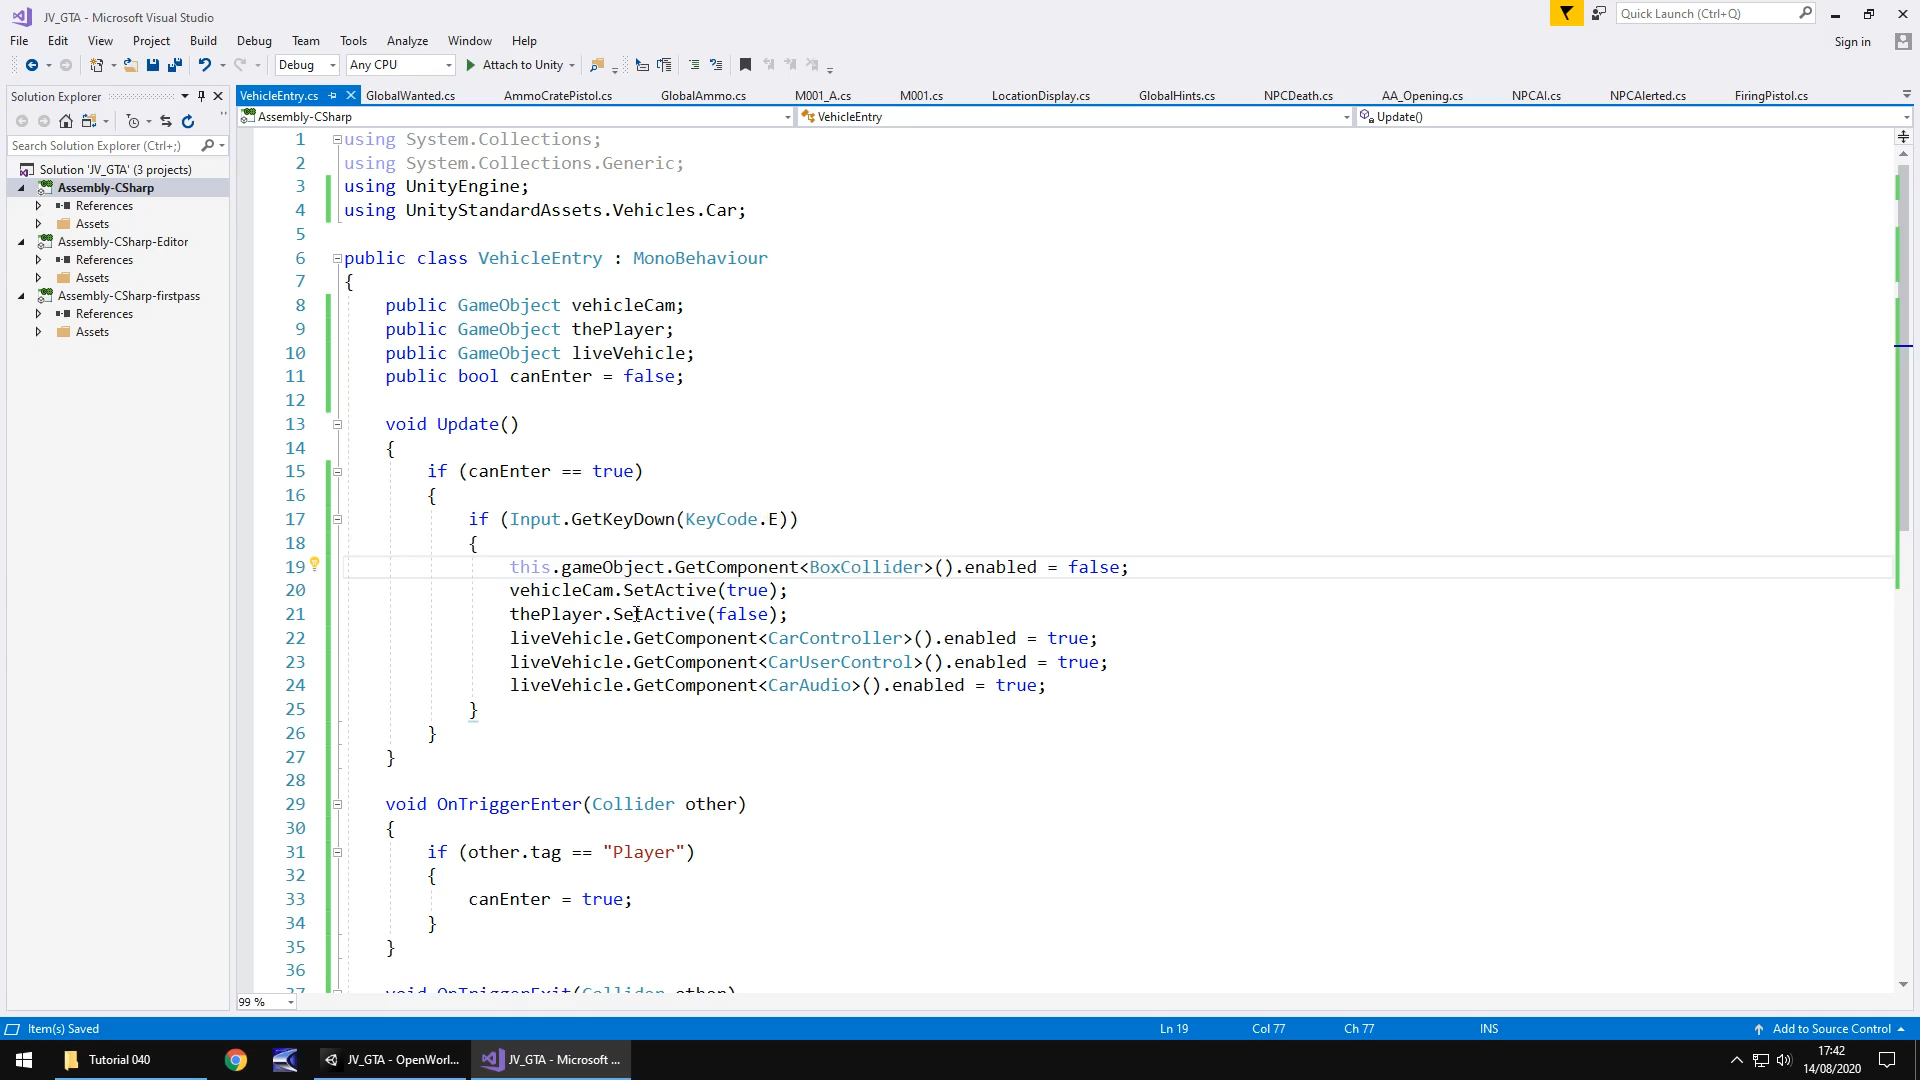 JV_GTA - Microsoft Visual Studio
Quick Launch (Ctrl+Q)
File Edit View Project Build Debug Team Tools Analyze Window Help
Sign in
Debug Any CPU Attach to Unity
Solution Explorer
VehicleEntry.cs GlobalWanted.cs AmmoCratePistol.cs GlobalAmmo.cs M001_A.cs M001.cs LocationDisplay.cs GlobalHints.cs NPCDeath.cs AA_Opening.cs NPCAI.cs NPCAlerted.cs FiringPistol.cs
Assembly-CSharp VehicleEntry Update()
Search Solution Explorer (Ctrl+;)
Solution 'JV_GTA' (3 projects)
Assembly-CSharp
References
Assets
Assembly-CSharp-Editor
References
Assets
Assembly-CSharp-firstpass
References
Assets
1 using System.Collections;
2 using System.Collections.Generic;
3 using UnityEngine;
4 using UnityStandardAssets.Vehicles.Car;
5
6 public class VehicleEntry : MonoBehaviour
7 {
8 public GameObject vehicleCam;
9 public GameObject thePlayer;
10 public GameObject liveVehicle;
11 public bool canEnter = false;
12
13 void Update()
14 {
15 if (canEnter == true)
16 {
17 if (Input.GetKeyDown(KeyCode.E))
18 {
19 this.gameObject.GetComponent<BoxCollider>().enabled = false;
20 vehicleCam.SetActive(true);
21 thePlayer.SetActive(false);
22 liveVehicle.GetComponent<CarController>().enabled = true;
23 liveVehicle.GetComponent<CarUserControl>().enabled = true;
24 liveVehicle.GetComponent<CarAudio>().enabled = true;
25 }
26 }
27 }
28
29 void OnTriggerEnter(Collider other)
30 {
31 if (other.tag == "Player")
32 {
33 canEnter = true;
34 }
35 }
36
37 void OnTriggerExit(Collider other)
99 %
Item(s) Saved Ln 19 Col 77 Ch 77 INS Add to Source Control
Tutorial 040 JV_GTA - OpenWorl... JV_GTA - Microsoft ...
17:42
14/08/2020